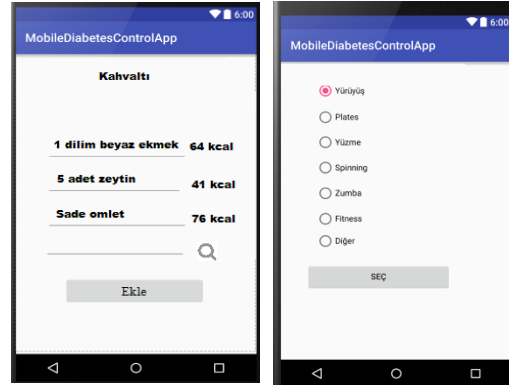 6:00
MobileDiabetesControlApp
Kahvaltı
1 dilim beyaz ekmek 64 kcal
5 adet zeytin 41 kcal
Sade omlet 76 kcal
Ekle
6:00
MobileDiabetesControlApp
Yürüyüş
Plates
Yüzme
Spinning
Zumba
Fitness
Diğer
SEÇ